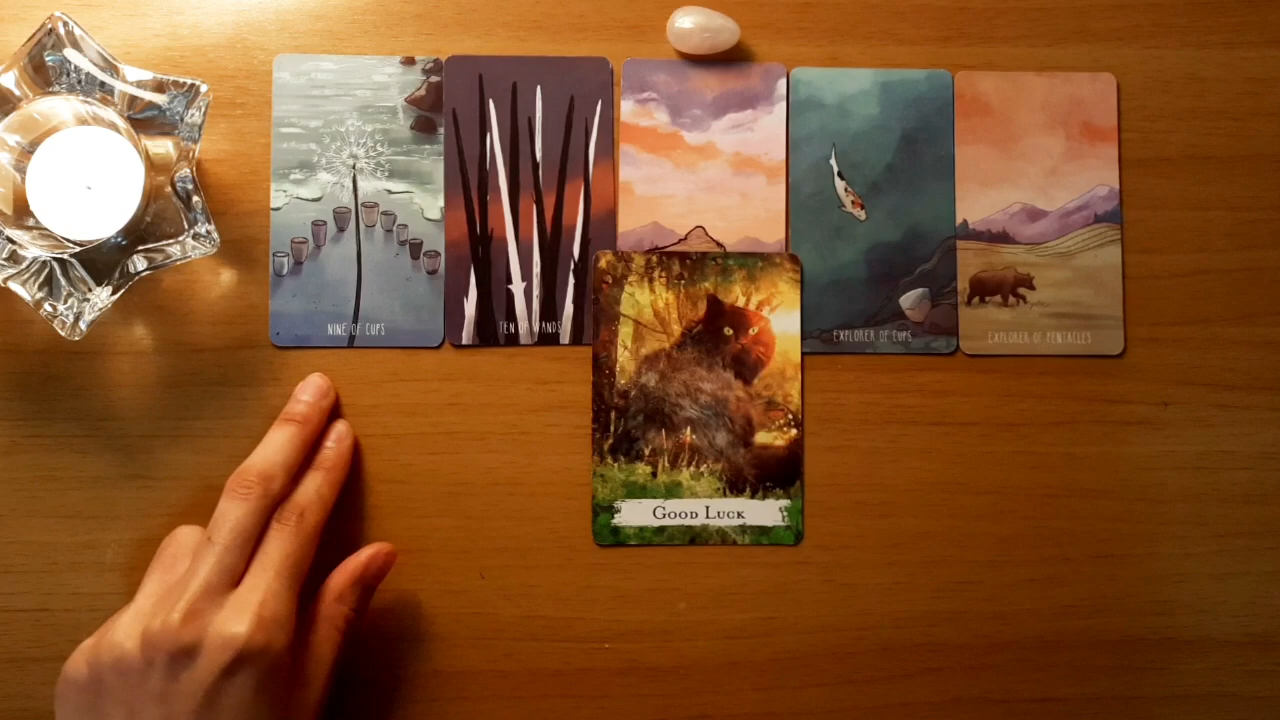 NINE OF CUPS
TEN OF WANDS
EXPLORER OF CUPS
EXPLORER OF PENTACLES
GOOD LUCK